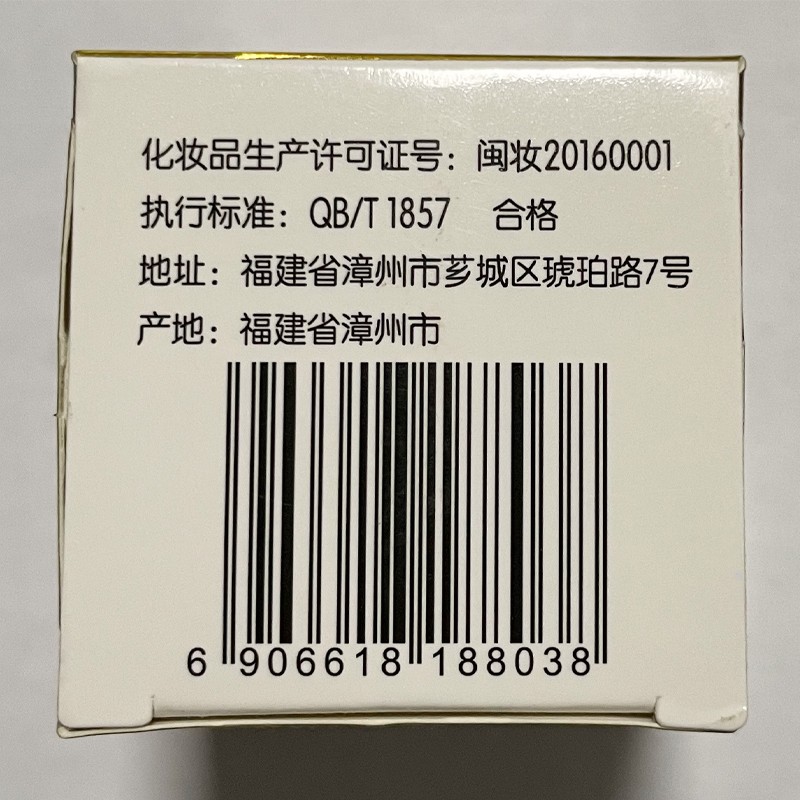 化妆品生产许可证号：闽妆20160001
执行标准：QB/T 1857 合格
地址：福建省漳州市芗城区琥珀路7号
产地：福建省漳州市
6 906618 188038